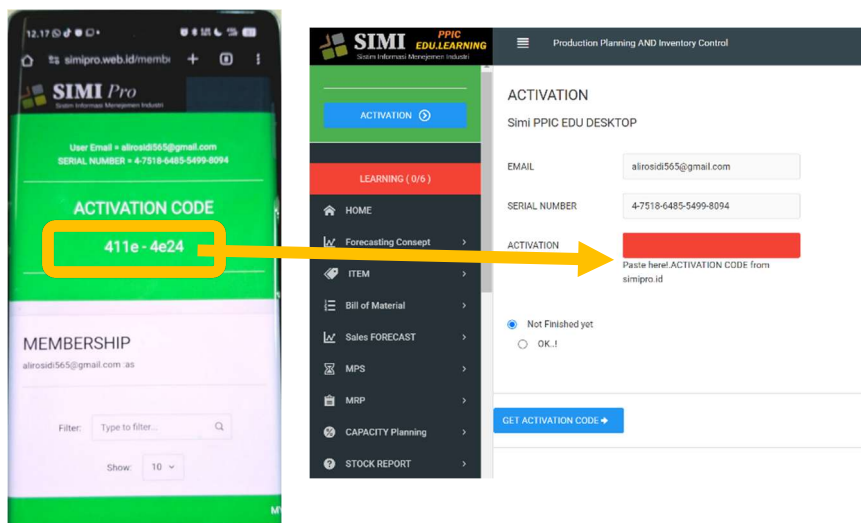 12.17
simipro.web.id/memb
SIMI Pro
Sistem Informasi Menejemen Industri
User Email = alirosidi565@gmail.com
SERIAL NUMBER = 4-7518-6485-5499-8094
ACTIVATION CODE
411e - 4e24
MEMBERSHIP
alirosidi565@gmail.com :as
Filter: Type to filter...
Show: 10
SIMI PPIC
EDU.LEARNING
Sistem Informasi Menejemen Industri
ACTIVATION
LEARNING ( 0/6 )
HOME
Forecasting Consept
ITEM
Bill of Material
Sales FORECAST
MPS
MRP
CAPACITY Planning
STOCK REPORT
Production Planning AND Inventory Control
ACTIVATION
Simi PPIC EDU DESKTOP
EMAIL alirosidi565@gmail.com
SERIAL NUMBER 4-7518-6485-5499-8094
ACTIVATION
Paste here!.ACTIVATION CODE from
simipro.id
Not Finished yet
OK..!
GET ACTIVATION CODE